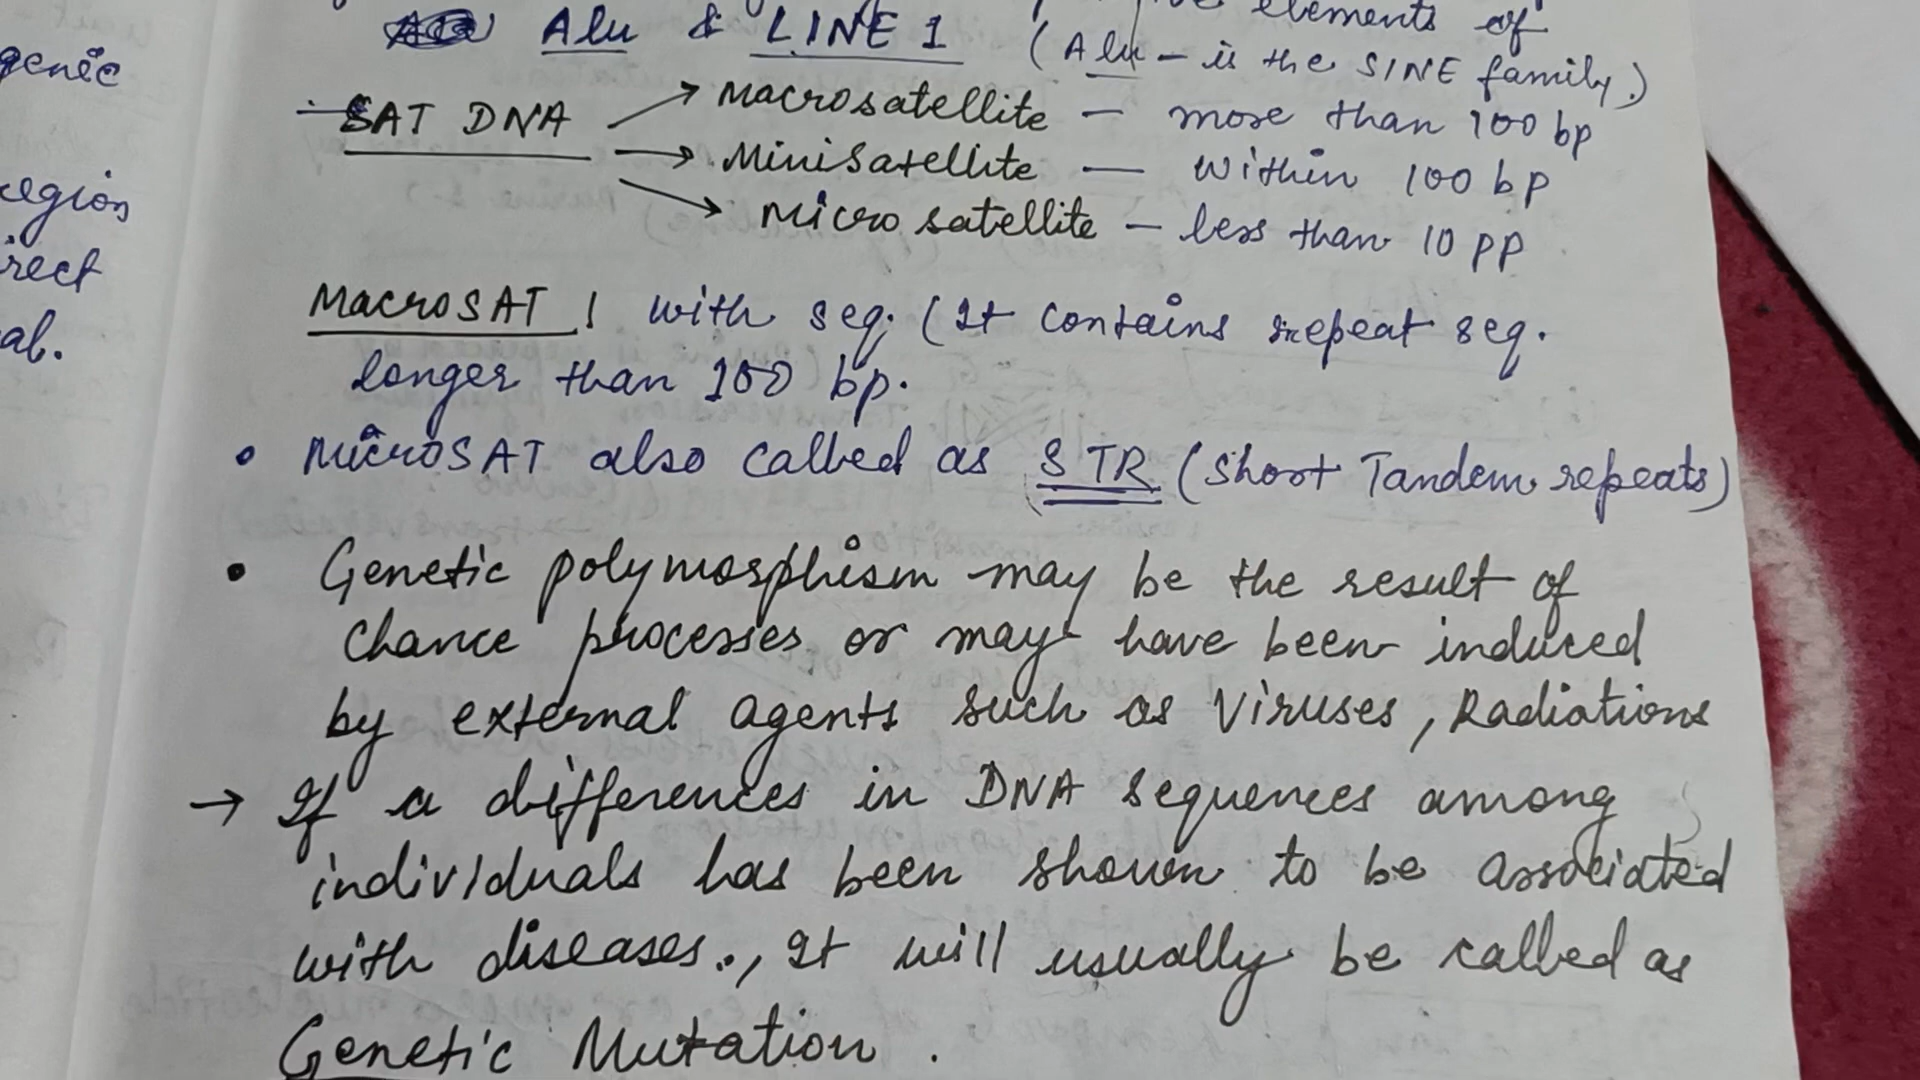 elements of
Alu & LINE 1 (Alu – is the SINE family.)
SAT DNA → Macrosatellite – more than 100 bp
→ Minisatellite — Within 100 bp
→ Micro satellite – less than 10 pp
MacroSAT ! with seq. (It contains repeat seq.
longer than 100 bp.
• MicroSAT also called as STR (Short Tandem repeats)
• Genetic polymorphism may be the result of
Chance processes or may have been induced
by external agents such as Viruses, Radiations
→ If a differences in DNA sequences among
individuals has been shown to be associated
with diseases., It will usually be called as
Genetic Mutation .
genic
region
rect
al.